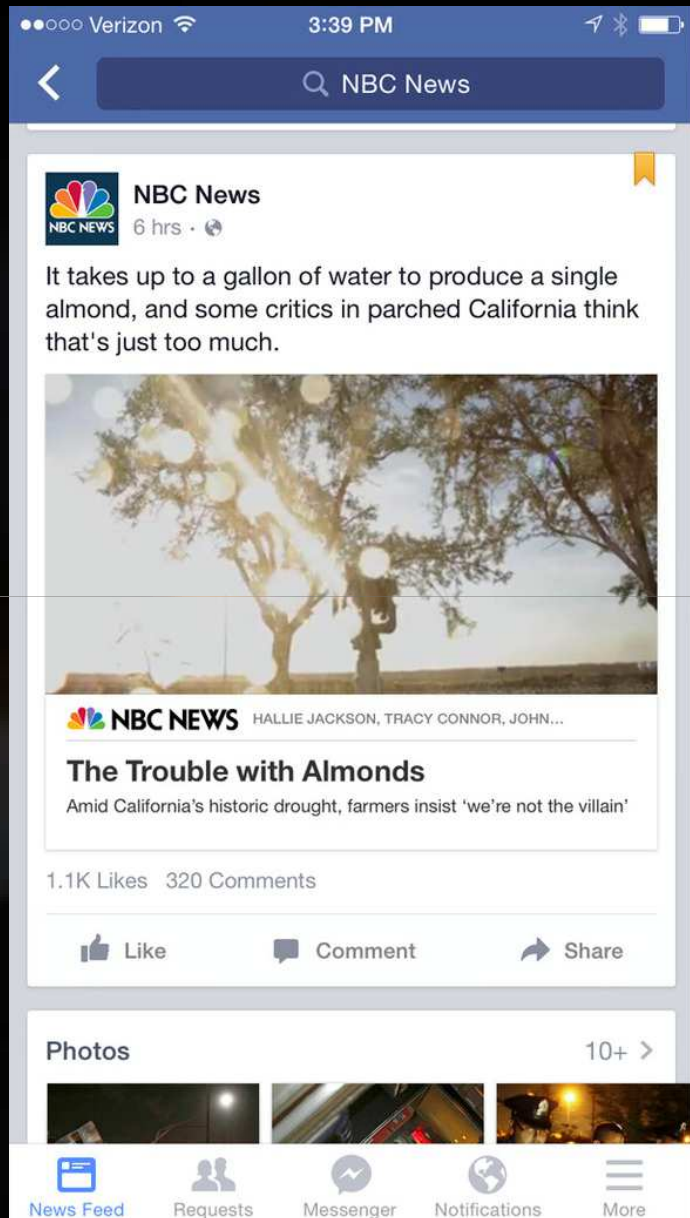 Verizon 3:39 PM
NBC News
NBC NEWS
NBC News
6 hrs ·
It takes up to a gallon of water to produce a single
almond, and some critics in parched California think
that's just too much.
NBC NEWS HALLIE JACKSON, TRACY CONNOR, JOHN...
The Trouble with Almonds
Amid California’s historic drought, farmers insist ‘we’re not the villain’
1.1K Likes 320 Comments
Like Comment Share
Photos 10+ >
News Feed Requests Messenger Notifications More